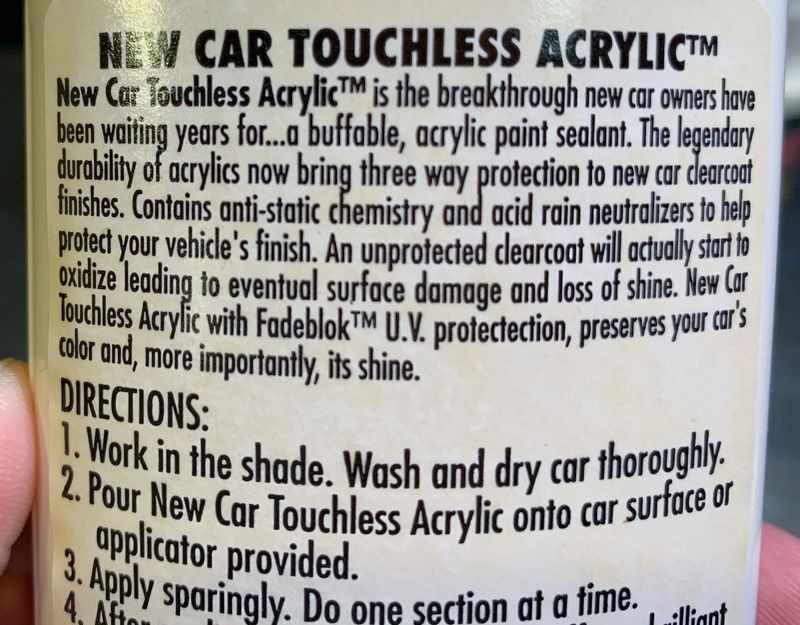 NEW CAR TOUCHLESS ACRYLIC™
New Car Touchless Acrylic™ is the breakthrough new car owners have
been waiting years for...a buffable, acrylic paint sealant. The legendary
durability of acrylics now bring three way protection to new car clearcoat
finishes. Contains anti-static chemistry and acid rain neutralizers to help
protect your vehicle's finish. An unprotected clearcoat will actually start to
oxidize leading to eventual surface damage and loss of shine. New Car
Touchless Acrylic with Fadeblok™ U.V. protectection, preserves your car's
color and, more importantly, its shine.
DIRECTIONS:
1. Work in the shade. Wash and dry car thoroughly.
2. Pour New Car Touchless Acrylic onto car surface or
applicator provided.
3. Apply sparingly. Do one section at a time.
4. After brilliant